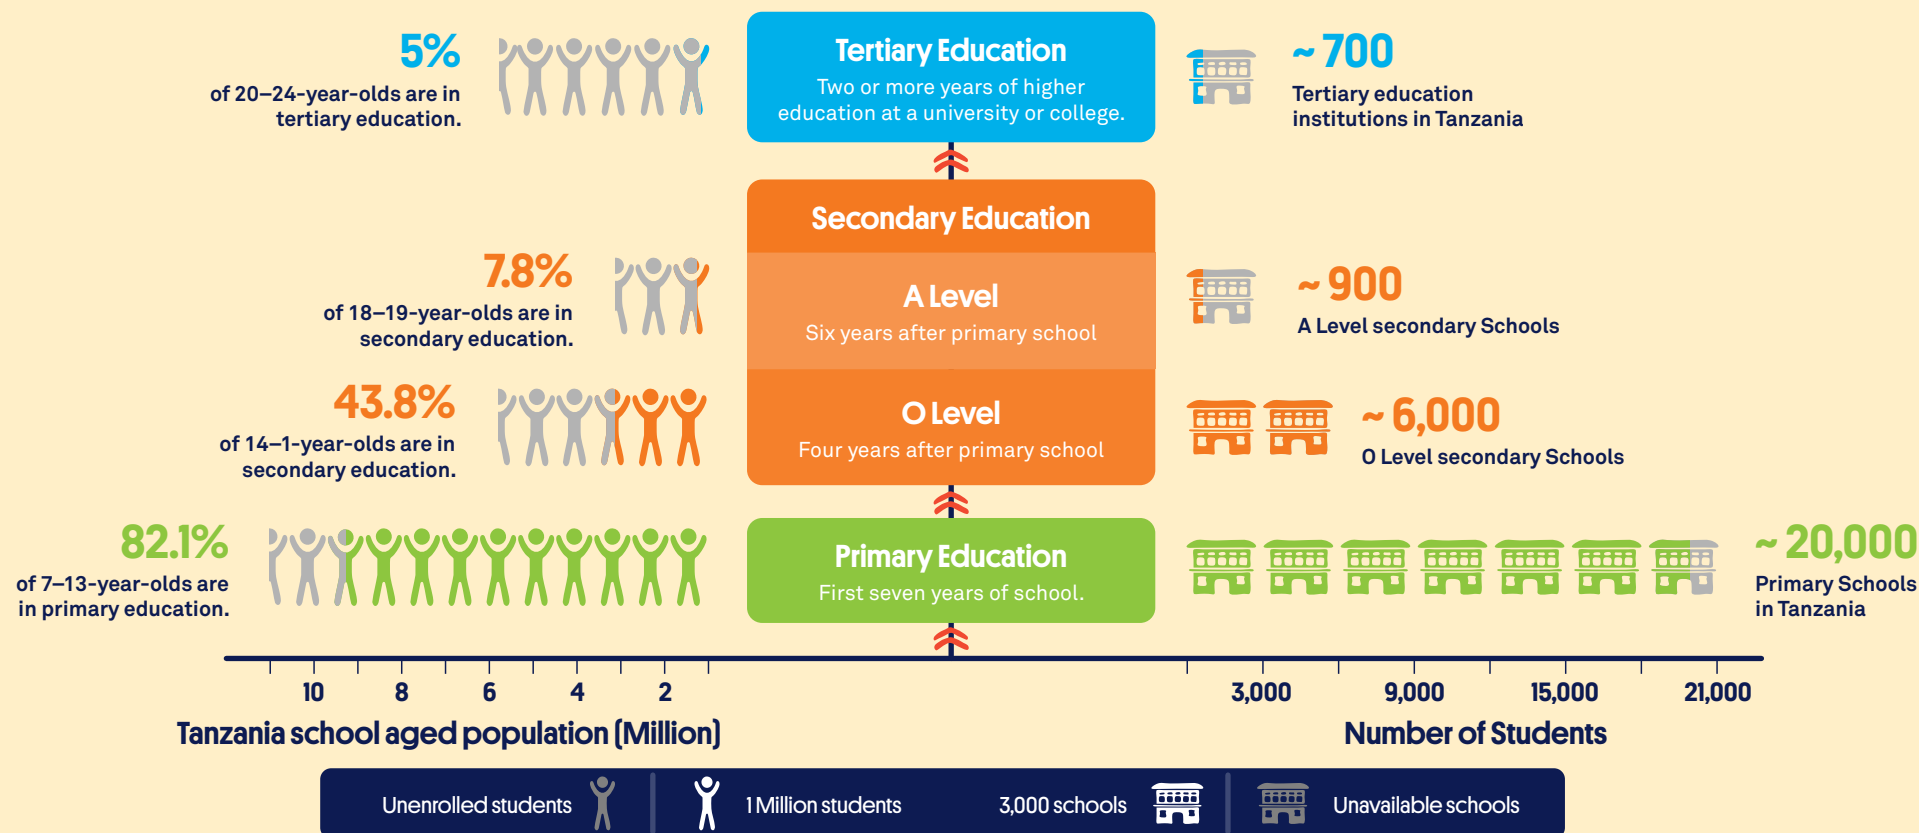 5%
of 20–24-year-olds are in
tertiary education.
Tertiary Education
Two or more years of higher
education at a university or college.
~ 700
Tertiary education
institutions in Tanzania
Secondary Education
7.8%
of 18–19-year-olds are in
secondary education.
A Level
Six years after primary school
~ 900
A Level secondary Schools
43.8%
of 14–1-year-olds are in
secondary education.
O Level
Four years after primary school
~ 6,000
O Level secondary Schools
82.1%
of 7–13-year-olds are
in primary education.
Primary Education
First seven years of school.
~ 20,000
Primary Schools
in Tanzania
10 8 6 4 2
Tanzania school aged population (Million)
3,000 9,000 15,000 21,000
Number of Students
Unenrolled students
1 Million students
3,000 schools
Unavailable schools